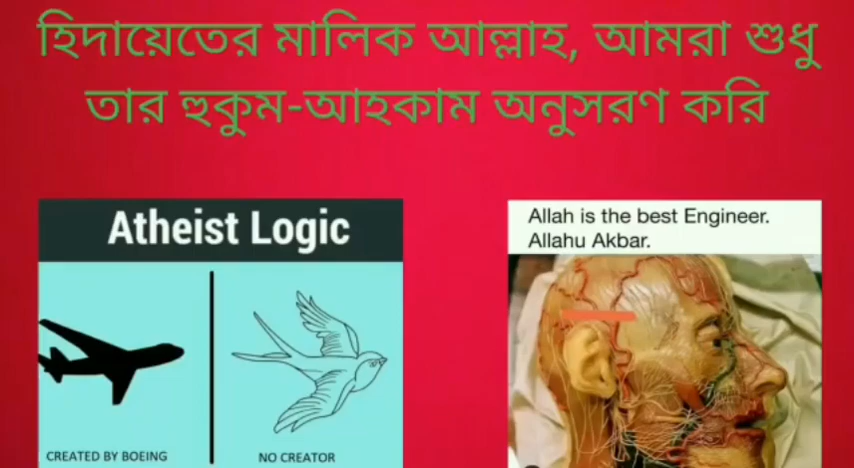 হিদায়েতের মালিক আল্লাহ, আমরা শুধু
তার হুকুম-আহকাম অনুসরণ করি
Atheist Logic
CREATED BY BOEING
NO CREATOR
Allah is the best Engineer.
Allahu Akbar.